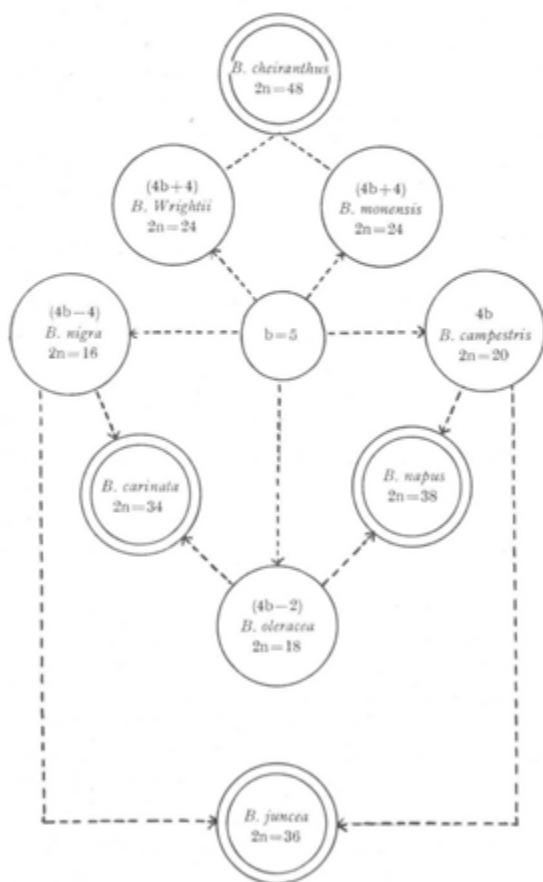 B. cheiranthus
2n=48
(4b+4)
B. Wrightii
2n=24
(4b+4)
B. monensis
2n=24
(4b−4)
B. nigra
2n=16
b=5
4b
B. campestris
2n=20
B. carinata
2n=34
B. napus
2n=38
(4b−2)
B. oleracea
2n=18
B. juncea
2n=36